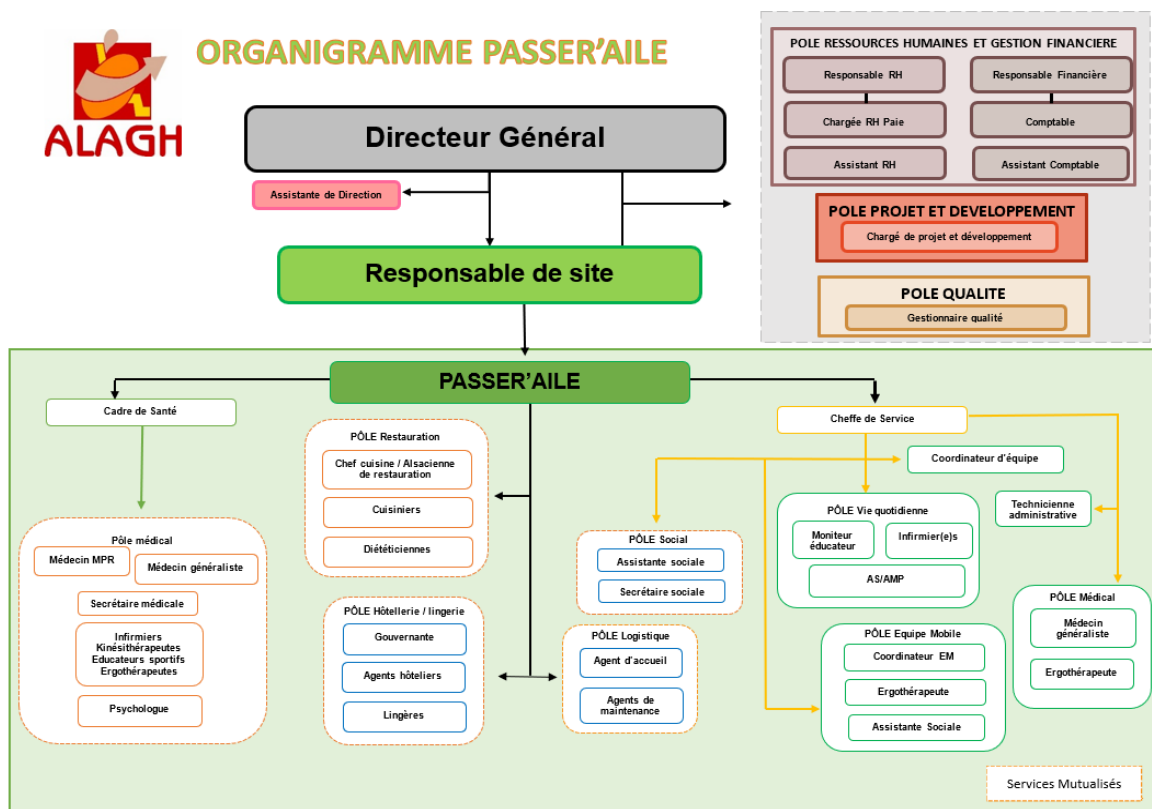 ALAGH
ORGANIGRAMME PASSER'AILE
Directeur Général
Assistante de Direction
Responsable de site
POLE RESSOURCES HUMAINES ET GESTION FINANCIERE
Responsable RH
Responsable Financière
Chargée RH Paie
Comptable
Assistant RH
Assistant Comptable
POLE PROJET ET DEVELOPPEMENT
Chargé de projet et développement
POLE QUALITE
Gestionnaire qualité
PASSER'AILE
Cadre de Santé
Pôle médical
Médecin MPR
Médecin généraliste
Secrétaire médicale
Infirmiers
Kinésithérapeutes
Educateurs sportifs
Ergothérapeutes
Psychologue
PÔLE Restauration
Chef cuisine / Alsacienne
de restauration
Cuisiniers
Diététiciennes
PÔLE Hôtellerie / lingerie
Gouvernante
Agents hôteliers
Lingères
PÔLE Social
Assistante sociale
Secrétaire sociale
PÔLE Logistique
Agent d'accueil
Agents de
maintenance
Cheffe de Service
Coordinateur d'équipe
Technicienne
administrative
PÔLE Vie quotidienne
Moniteur
éducateur
Infirmier(e)s
AS/AMP
PÔLE Equipe Mobile
Coordinateur EM
Ergothérapeute
Assistante Sociale
PÔLE Médical
Médecin
généraliste
Ergothérapeute
Services Mutualisés